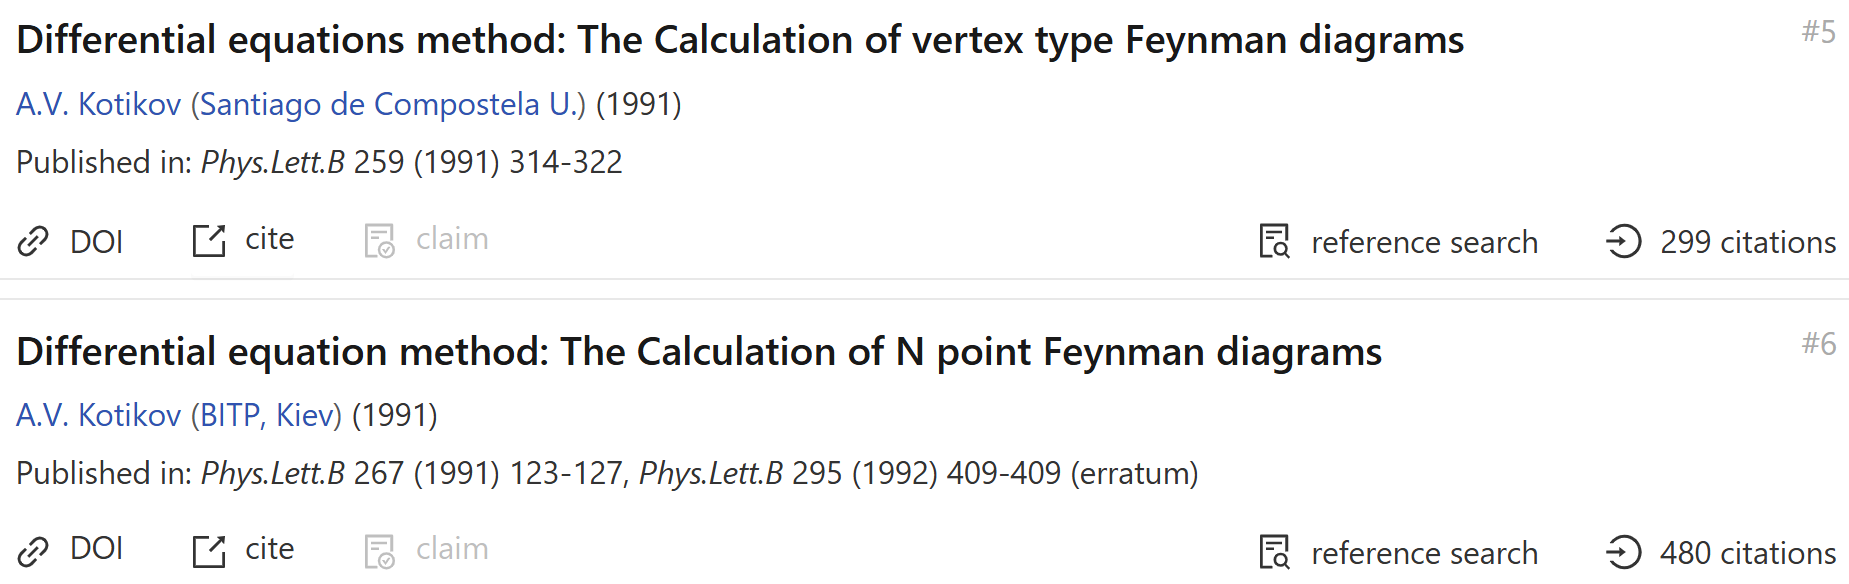 Differential equations method: The Calculation of vertex type Feynman diagrams #5
A.V. Kotikov (Santiago de Compostela U.) (1991)
Published in: Phys.Lett.B 259 (1991) 314-322
DOI cite claim reference search 299 citations
Differential equation method: The Calculation of N point Feynman diagrams #6
A.V. Kotikov (BITP, Kiev) (1991)
Published in: Phys.Lett.B 267 (1991) 123-127, Phys.Lett.B 295 (1992) 409-409 (erratum)
DOI cite claim reference search 480 citations